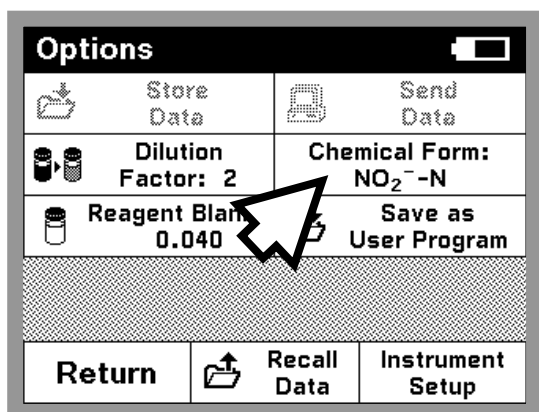 Options
Store
Data
Send
Data
Dilution
Factor: 2
Chemical Form:
NO₂⁻-N
Reagent
0.040
Save as
User Program
Return
Recall
Data
Instrument
Setup